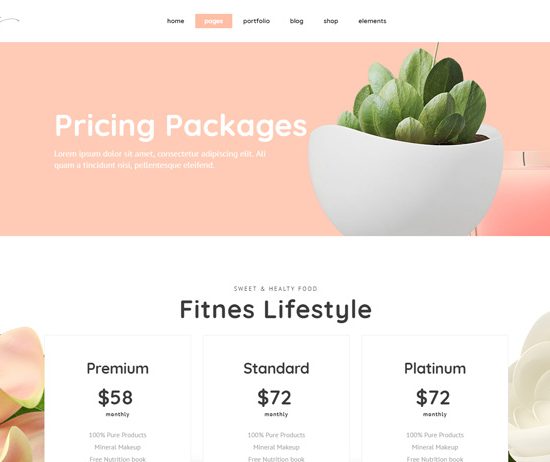 home pages portfolio blog shop elements
Pricing Packages
Lorem ipsum dolor sit amet, consectetur adipiscing elit. Ali
quam a tincidunt nisi, pellentesque eleifend.
SWEET & HEALTY FOOD
Fitnes Lifestyle
Premium
$58
monthly
100% Pure Products
Mineral Makeup
Free Nutrition book
Standard
$72
monthly
100% Pure Products
Mineral Makeup
Free Nutrition book
Platinum
$72
monthly
100% Pure Products
Mineral Makeup
Free Nutrition book